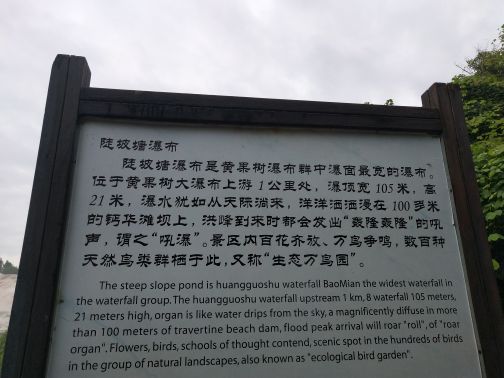 陡坡塘瀑布
陡坡塘瀑布是黄果树瀑布群中瀑面最宽的瀑布。
位于黄果树大瀑布上游1公里处，瀑顶宽105米，高
21米，瀑水犹如从天际淌来，洋洋洒洒漫在100多米
的钙华滩坝上，洪峰到来时都会发出“轰隆轰隆”的吼
声，谓之“吼瀑”。景区内百花齐放、万鸟争鸣，数百种
天然鸟类群栖于此，又称“生态万鸟园”。
The steep slope pond is huangguoshu waterfall BaoMian the widest waterfall in
the waterfall group. The huangguoshu waterfall upstream 1 km, 8 waterfall 105 meters,
21 meters high, organ is like water drips from the sky, a magnificently diffuse in more
than 100 meters of travertine beach dam, flood peak arrival will roar "roll", of "roar
organ". Flowers, birds, schools of thought contend, scenic spot in the hundreds of birds
in the group of natural landscapes, also known as "ecological bird garden".